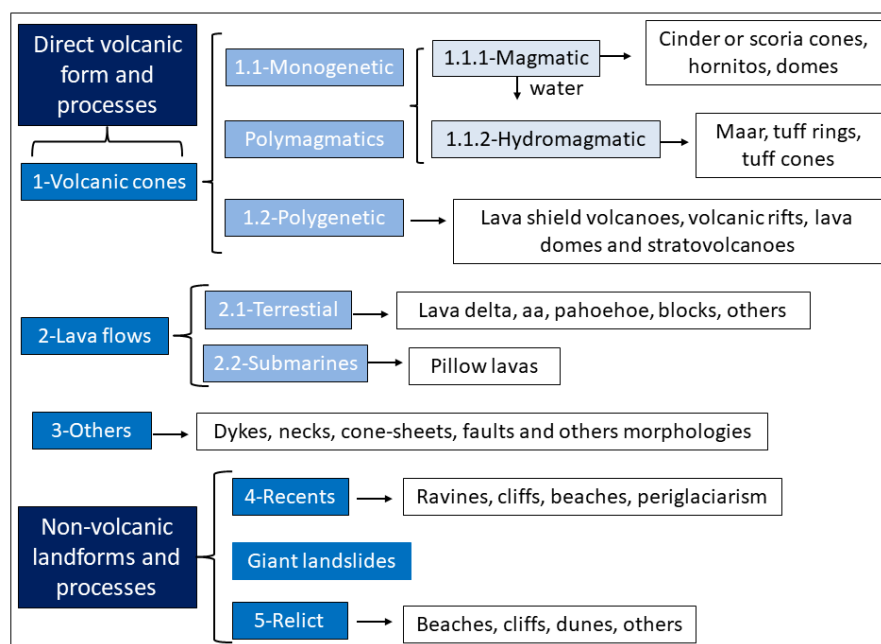 Direct volcanic
form and
processes
1-Volcanic cones
1.1-Monogenetic
Polymagmatics
1.2-Polygenetic
1.1.1-Magmatic
water
1.1.2-Hydromagmatic
Cinder or scoria cones,
hornitos, domes
Maar, tuff rings,
tuff cones
Lava shield volcanoes, volcanic rifts, lava
domes and stratovolcanoes
2-Lava flows
2.1-Terrestial
Lava delta, aa, pahoehoe, blocks, others
2.2-Submarines
Pillow lavas
3-Others
Dykes, necks, cone-sheets, faults and others morphologies
Non-volcanic
landforms and
processes
4-Recents
Ravines, cliffs, beaches, periglaciarism
Giant landslides
5-Relict
Beaches, cliffs, dunes, others